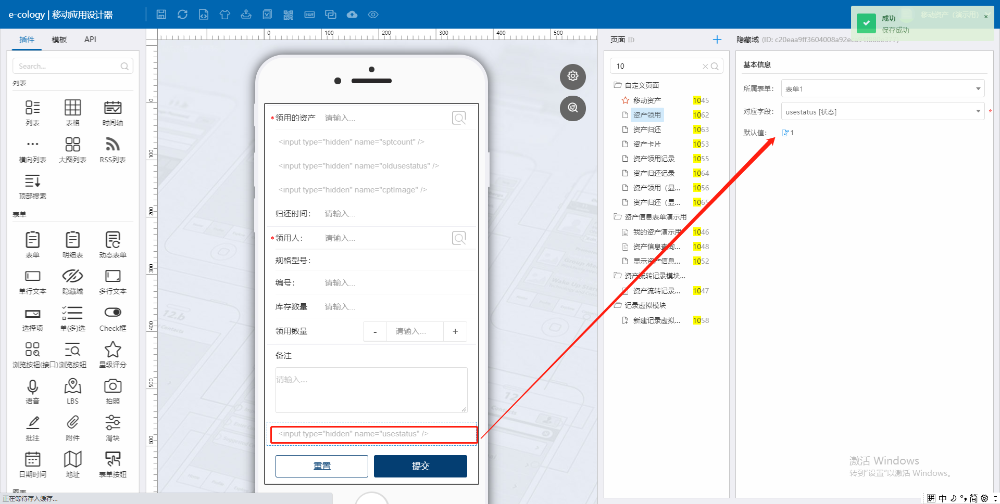 e-cology | 移动应用设计器
移动资产（演示用）
成功
保存成功
插件 模板 API
Search...
列表
列表 表格 时间轴
横向列表 大图列表 RSS列表
顶部搜索
表单
表单 明细表 动态表单
单行文本 隐藏域 多行文本
选择项 单(多)选 Check框
浏览按钮(接口) 浏览按钮 星级评分
语音 LBS 拍照
批注 附件 滑块
日期时间 地址 表单按钮
图表
正在等待存入缓存...
0 100 200 300 400 500
0
100
200
300
400
500
600
*领用的资产 请输入...
<input type="hidden" name="sptcount" />
<input type="hidden" name="oldusestatus" />
<input type="hidden" name="cptImage" />
归还时间： 请输入...
*领用人： 请输入...
规格型号：
编号： 请输入...
库存数量 请输入...
领用数量 - 请输入... +
备注
请输入...
<input type="hidden" name="usestatus" />
重置 提交
页面 ID
10
自定义页面
移动资产 1045
资产领用 1062
资产归还 1063
资产卡片 1053
资产领用记录 1055
资产归还记录 1064
资产领用（显... 1056
资产归还（显... 1065
资产信息表单演示用
我的资产演示用 1046
资产信息查询... 1048
显示资产信息... 1052
资产流转记录模块...
资产流转记录... 1047
记录虚拟模块
新建记录虚拟... 1058
隐藏域 (ID: c20eaa9ff3604008a92e
基本信息
所属表单： 表单1
对应字段： usestatus [状态] *
默认值： 1
激活 Windows
转到"设置"以激活 Windows。
拼 中 简